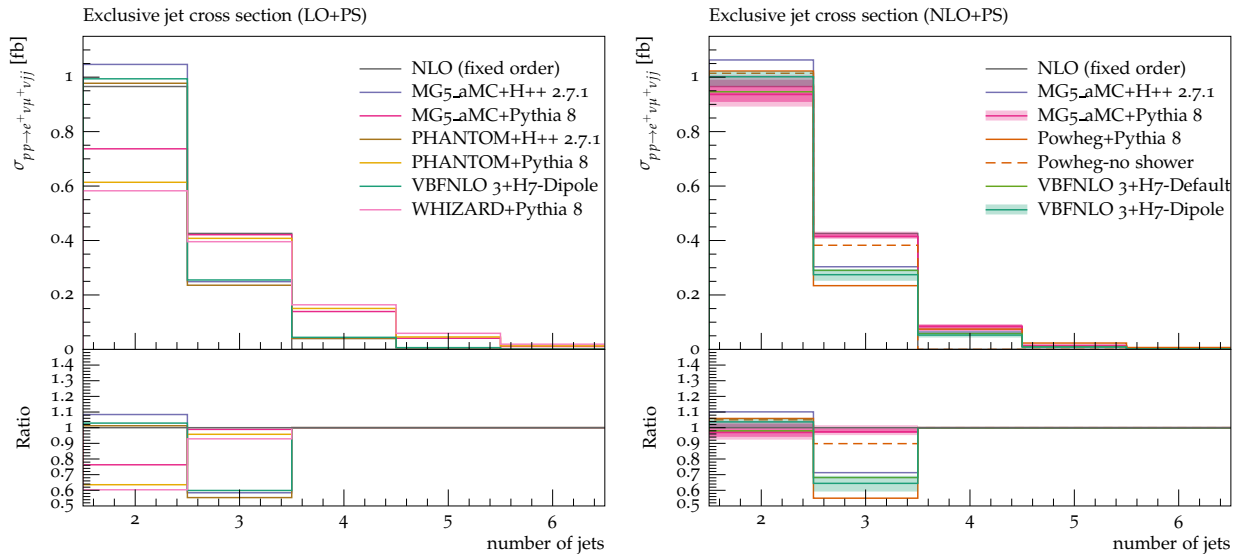 Exclusive jet cross section (LO+PS)
σpp→e⁺νμ⁺νjj [fb]
1
0.8
0.6
0.4
0.2
0
NLO (fixed order)
MG5_aMC+H++ 2.7.1
MG5_aMC+Pythia 8
PHANTOM+H++ 2.7.1
PHANTOM+Pythia 8
VBFNLO 3+H7-Dipole
WHIZARD+Pythia 8
Ratio
1.4
1.3
1.2
1.1
1.0
0.9
0.8
0.7
0.6
0.5
2 3 4 5 6
number of jets
Exclusive jet cross section (NLO+PS)
σpp→e⁺νμ⁺νjj [fb]
1
0.8
0.6
0.4
0.2
0
NLO (fixed order)
MG5_aMC+H++ 2.7.1
MG5_aMC+Pythia 8
Powheg+Pythia 8
Powheg-no shower
VBFNLO 3+H7-Default
VBFNLO 3+H7-Dipole
Ratio
1.4
1.3
1.2
1.1
1.0
0.9
0.8
0.7
0.6
0.5
2 3 4 5 6
number of jets